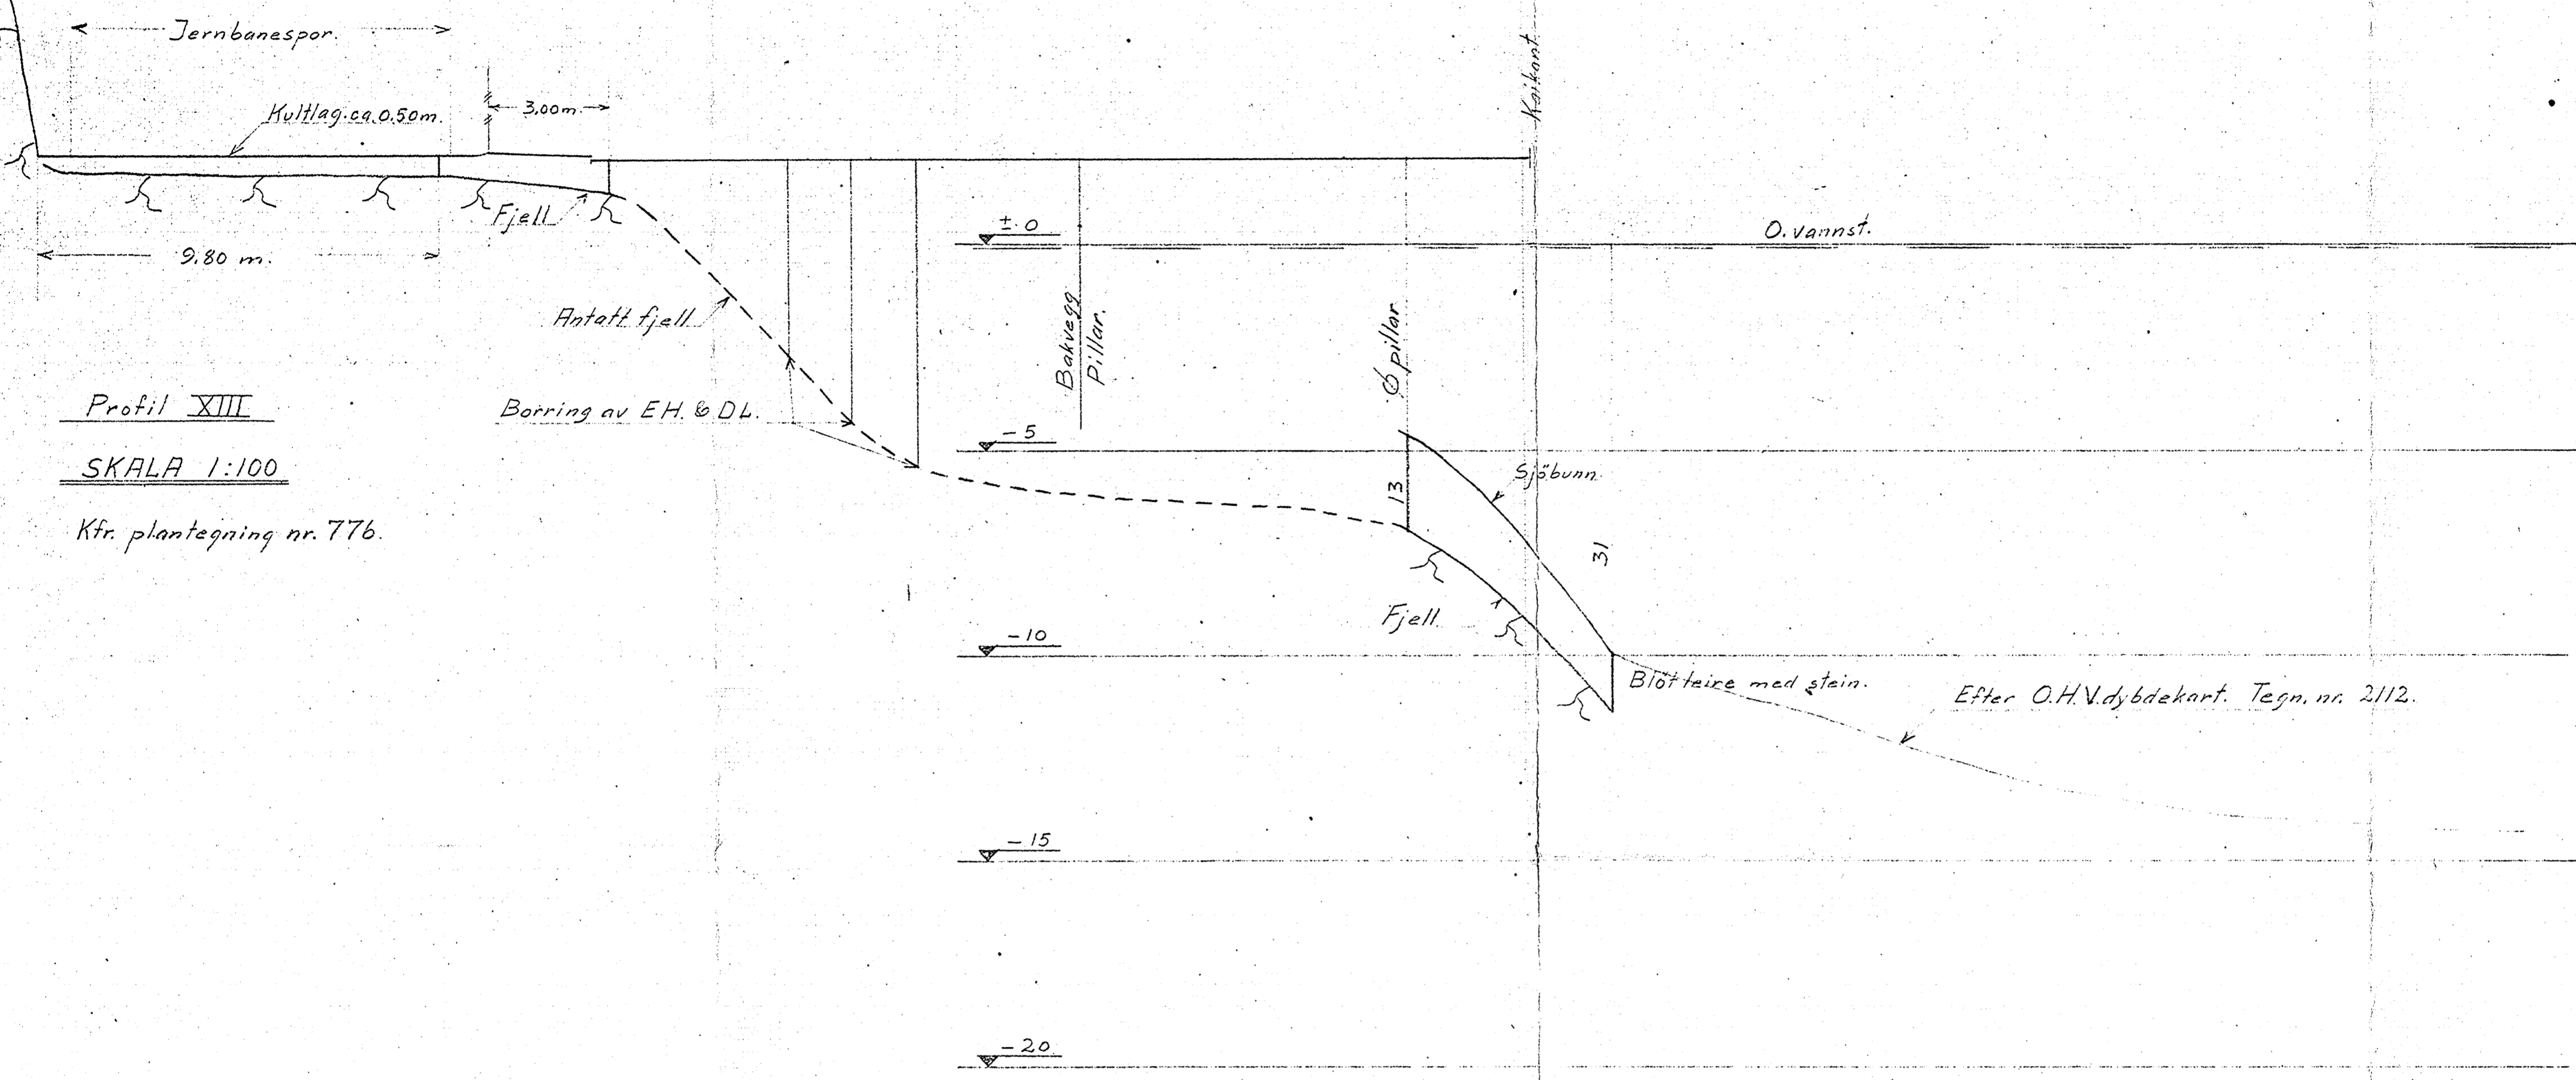 Jernbanespor.
Kultlag ca. 0.50m.
3,00m.
Kaikant
Fjell
9.80 m.
± 0
O. vannst.
Antatt fjell
Bakvegg
Pillar.
₵ pillar
Profil XIII
Borring av EH. & DL.
- 5
SKALA 1:100
Sjöbunn.
13
31
Kfr. plantegning nr. 776.
Fjell
- 10
Blöt leire med stein.
Efter O.H.V. dybdekart. Tegn. nr. 2112.
- 15
- 20